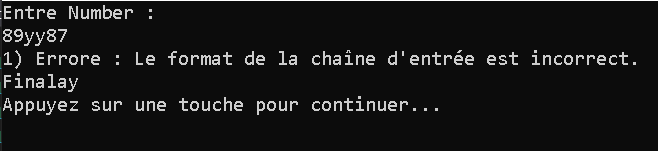 Entre Number :
89yy87
1) Errore : Le format de la chaîne d'entrée est incorrect.
Finalay
Appuyez sur une touche pour continuer...